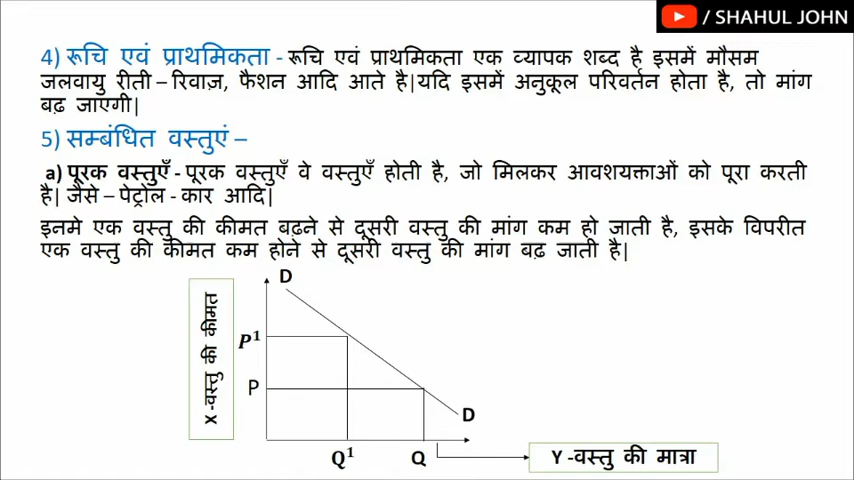 / SHAHUL JOHN
4) रूचि एवं प्राथमिकता - रूचि एवं प्राथमिकता एक व्यापक शब्द है इसमें मौसम
जलवायु रीती – रिवाज़, फैशन आदि आते है|यदि इसमें अनुकूल परिवर्तन होता है, तो मांग
बढ़ जाएगी|
5) सम्बंधित वस्तुएं –
a) पूरक वस्तुएँ - पूरक वस्तुएँ वे वस्तुएँ होती है, जो मिलकर आवशयक्ताओं को पूरा करती
है| जैसे – पेट्रोल - कार आदि|
इनमे एक वस्तु की कीमत बढ़ने से दूसरी वस्तु की मांग कम हो जाती है, इसके विपरीत
एक वस्तु की कीमत कम होने से दूसरी वस्तु की मांग बढ़ जाती है|
D
X -वस्तु की कीमत
P¹
P
D
Q¹
Q
Y -वस्तु की मात्रा